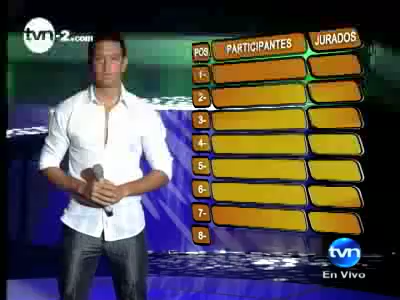 tvn-2.com
POS. PARTICIPANTES JURADOS
1-
2-
3-
4-
5-
6-
7-
8-
tvn
En Vivo